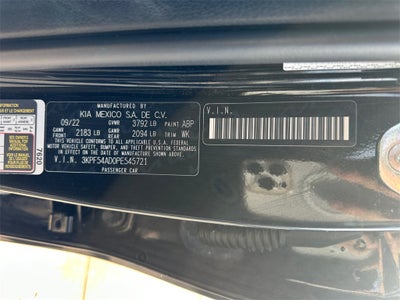 MANUFACTURED BY
KIA MEXICO S.A. DE C.V.
09/22 GVWR 3792 LB PAINT ABP
GAWR FRONT 2183 LB GAWR REAR 2094 LB TRIM WK
THIS VEHICLE CONFORMS TO ALL APPLICABLE U.S.A. FEDERAL
MOTOR VEHICLE SAFETY, BUMPER, AND THEFT PREVENTION
STANDARDS IN EFFECT ON THE DATE OF MANUFACTURE
SHOWN ABOVE.
V.I.N. 3KPF54AD0PE545721
PASSENGER CAR
V.I.N.
7820